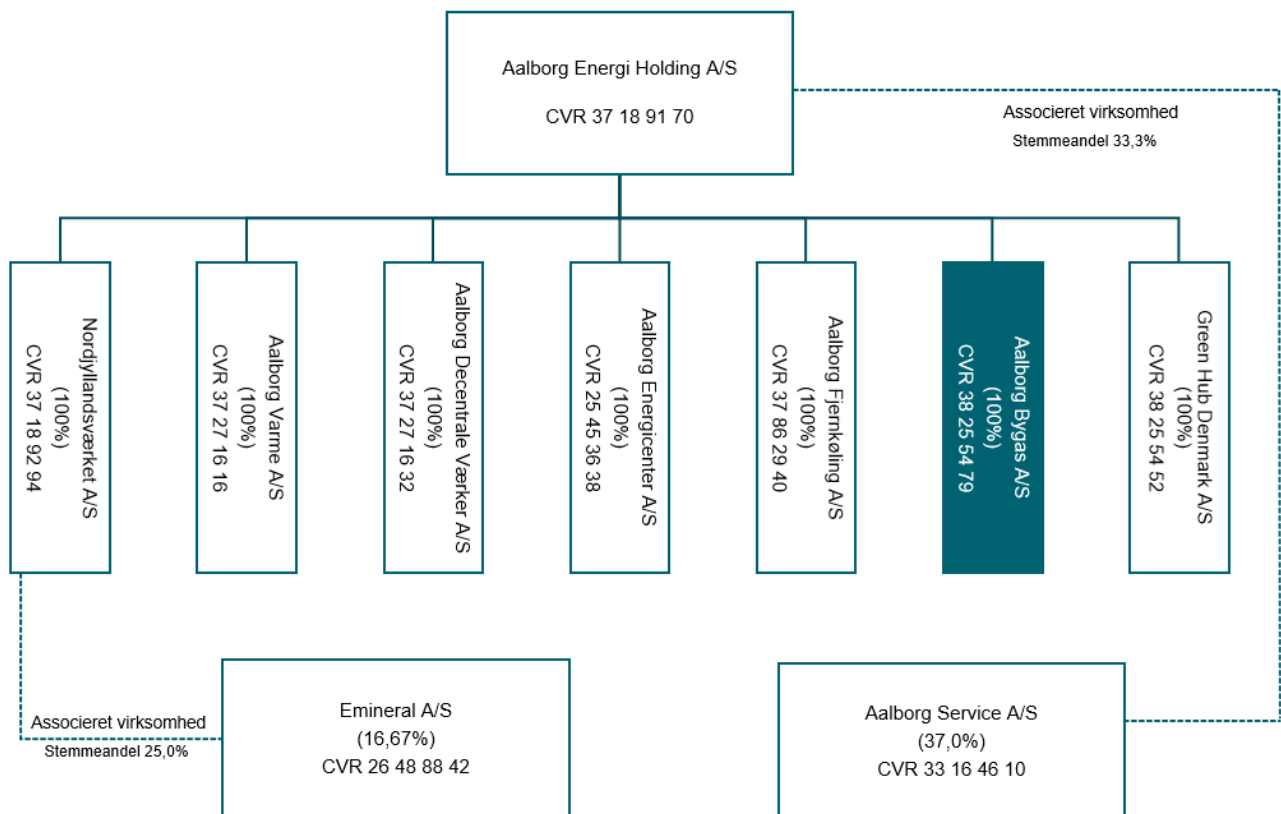 Aalborg Energi Holding A/S
CVR 37 18 91 70
Associeret virksomhed
Stemmeandel 33,3%
Nordjyllandsværket A/S
(100%)
CVR 37 18 92 94
Aalborg Varme A/S
(100%)
CVR 37 27 16 16
Aalborg Decentrale Værker A/S
(100%)
CVR 37 27 16 32
Aalborg Energicenter A/S
(100%)
CVR 25 45 36 38
Aalborg Fjernkøling A/S
(100%)
CVR 37 86 29 40
Aalborg Bygas A/S
(100%)
CVR 38 25 54 79
Green Hub Denmark A/S
(100%)
CVR 38 25 54 52
Associeret virksomhed
Stemmeandel 25,0%
Emineral A/S
(16,67%)
CVR 26 48 88 42
Aalborg Service A/S
(37,0%)
CVR 33 16 46 10